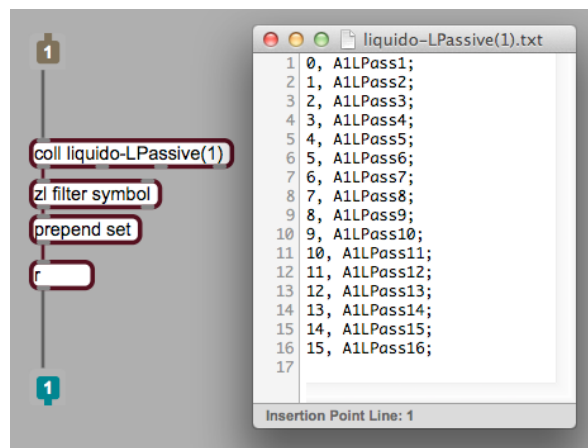 1
coll liquido-LPassive(1)
zl filter symbol
prepend set
r
1
liquido-LPassive(1).txt
1 0, A1LPass1;
2 1, A1LPass2;
3 2, A1LPass3;
4 3, A1LPass4;
5 4, A1LPass5;
6 5, A1LPass6;
7 6, A1LPass7;
8 7, A1LPass8;
9 8, A1LPass9;
10 9, A1LPass10;
11 10, A1LPass11;
12 11, A1LPass12;
13 12, A1LPass13;
14 13, A1LPass14;
15 14, A1LPass15;
16 15, A1LPass16;
17
Insertion Point Line: 1